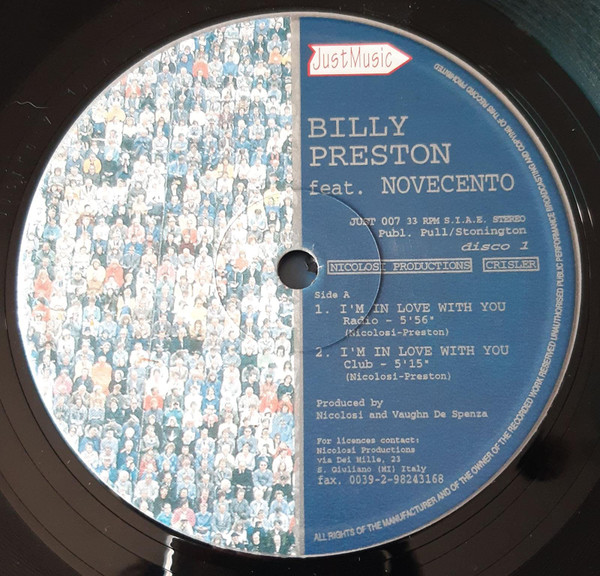 JustMusic
BILLY
PRESTON
feat. NOVECENTO
JUST 007 33 RPM S.I.A.E. STEREO
Publ. Pull/Stonington
disco 1
NICOLOSI PRODUCTIONS CRISLER
Side A
1. I'M IN LOVE WITH YOU
Radio - 5'56"
(Nicolosi-Preston)
2. I'M IN LOVE WITH YOU
Club - 5'15"
(Nicolosi-Preston)
Produced by
Nicolosi and Vaughn De Spenza
For licences contact:
Nicolosi Productions
via Dei Mille, 23
S. Giuliano (MI) Italy
fax. 0039-2-98243168
ALL RIGHTS OF THE MANUFACTURER AND OF THE OWNER OF THE RECORDED WORK RESERVED UNAUTHORISED PUBLIC PERFORMANCE BROADCASTING AND COPYING OF THIS RECORD PROHIBITED